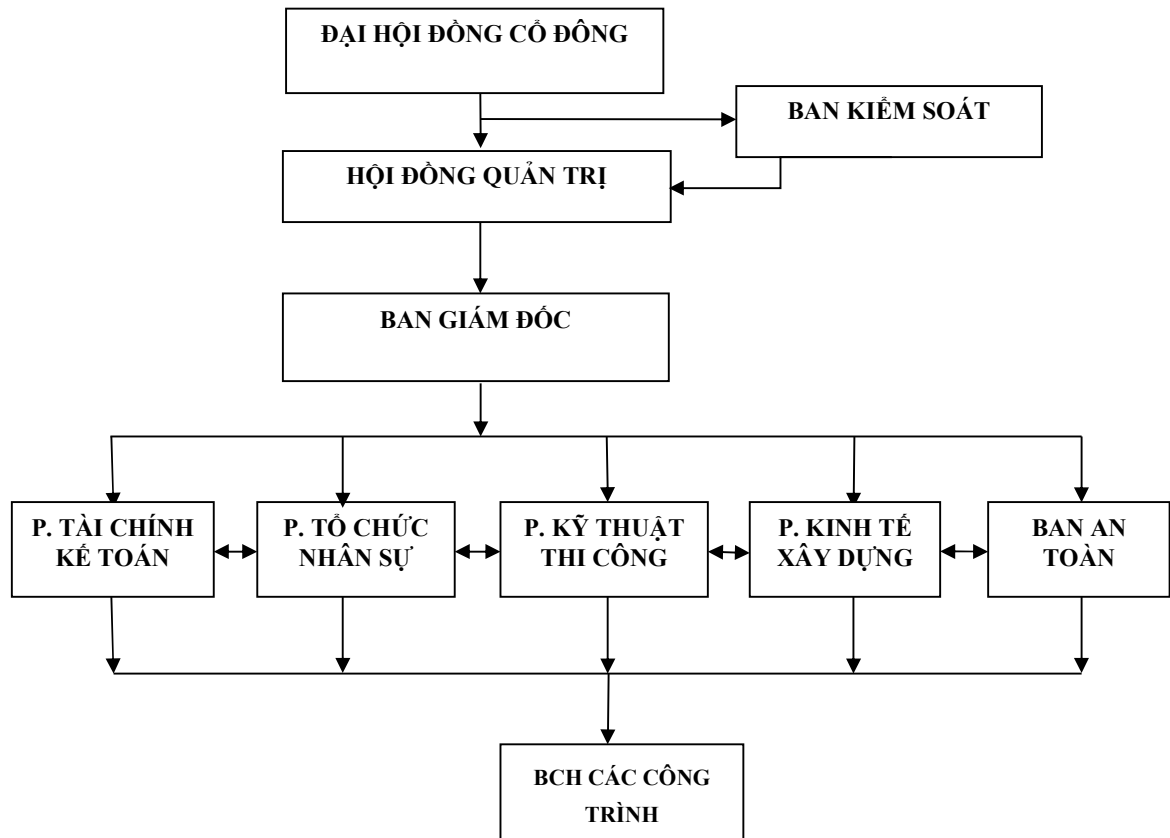 ĐẠI HỘI ĐỒNG CỔ ĐÔNG
BAN KIỂM SOÁT
HỘI ĐỒNG QUẢN TRỊ
BAN GIÁM ĐỐC
P. TÀI CHÍNH
KẾ TOÁN
P. TỔ CHỨC
NHÂN SỰ
P. KỸ THUẬT
THI CÔNG
P. KINH TẾ
XÂY DỰNG
BAN AN
TOÀN
BCH CÁC CÔNG
TRÌNH